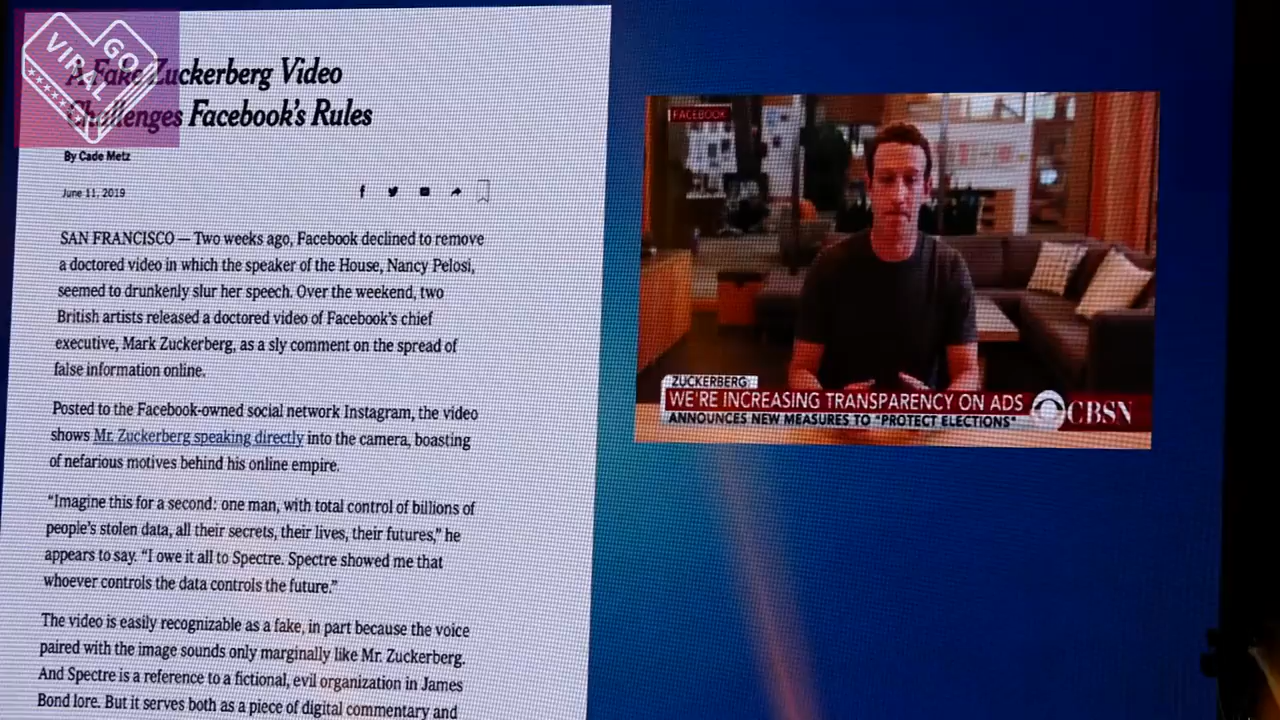 GO
VIRAL
A Fake Zuckerberg Video
Challenges Facebook's Rules
By Cade Metz
June 11, 2019
SAN FRANCISCO — Two weeks ago, Facebook declined to remove
a doctored video in which the speaker of the House, Nancy Pelosi,
seemed to drunkenly slur her speech. Over the weekend, two
British artists released a doctored video of Facebook's chief
executive, Mark Zuckerberg, as a sly comment on the spread of
false information online.
Posted to the Facebook-owned social network Instagram, the video
shows Mr. Zuckerberg speaking directly into the camera, boasting
of nefarious motives behind his online empire.
"Imagine this for a second: one man, with total control of billions of
people's stolen data, all their secrets, their lives, their futures," he
appears to say. "I owe it all to Spectre. Spectre showed me that
whoever controls the data controls the future."
The video is easily recognizable as a fake, in part because the voice
paired with the image sounds only marginally like Mr. Zuckerberg.
And Spectre is a reference to a fictional, evil organization in James
Bond lore. But it serves both as a piece of digital commentary and
FACEBOOK
ZUCKERBERG
WE'RE INCREASING TRANSPARENCY ON ADS
ANNOUNCES NEW MEASURES TO "PROTECT ELECTIONS"
CBSN